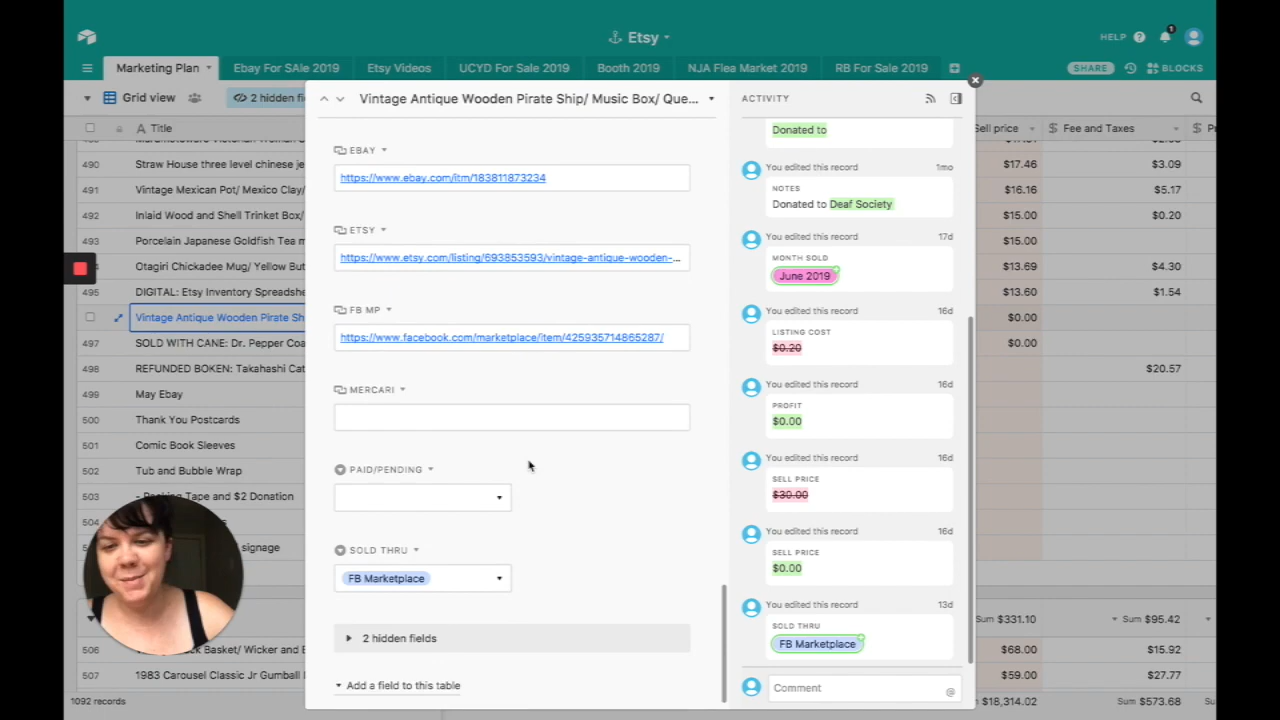 Etsy
HELP
1
Marketing Plan
Ebay For SAle 2019
Etsy Videos
UCYD For Sale 2019
Booth 2019
NJA Flea Market 2019
RB For Sale 2019
SHARE
BLOCKS
Grid view
2 hidden fi
Vintage Antique Wooden Pirate Ship/ Music Box/ Que...
ACTIVITY
A Title
Sell price
Fee and Taxes
490 Straw House three level chinese je
$17.46
$3.09
491 Vintage Mexican Pot/ Mexico Clay/
$16.16
$5.17
492 Inlaid Wood and Shell Trinket Box/
$15.00
$0.20
493 Porcelain Japanese Goldfish Tea m
$15.00
Otagiri Chickadee Mug/ Yellow But
$13.69
$4.30
495 DIGITAL: Etsy Inventory Spreadshe
$13.60
$1.54
Vintage Antique Wooden Pirate Sh
$0.00
497 SOLD WITH CANE: Dr. Pepper Coa
$0.00
498 REFUNDED BOKEN: Takahashi Cat
$20.57
499 May Ebay
500 Thank You Postcards
501 Comic Book Sleeves
502 Tub and Bubble Wrap
503 - Packing Tape and $2 Donation
504
signage
Sum $331.10
Sum $95.42
506 Basket/ Wicker and E
$68.00
$15.92
507 1983 Carousel Classic Jr Gumball
$59.00
$27.77
1092 records
$18,314.02
Sum $573.68
EBAY
https://www.ebay.com/itm/183811873234
ETSY
https://www.etsy.com/listing/693853593/vintage-antique-wooden-...
FB MP
https://www.facebook.com/marketplace/item/425935714865287/
MERCARI
PAID/PENDING
SOLD THRU
FB Marketplace
2 hidden fields
Add a field to this table
Donated to
You edited this record 1mo
NOTES
Donated to Deaf Society
You edited this record 17d
MONTH SOLD
June 2019
You edited this record 16d
LISTING COST
$0.20
You edited this record 16d
PROFIT
$0.00
You edited this record 16d
SELL PRICE
$30.00
You edited this record 16d
SELL PRICE
$0.00
You edited this record 13d
SOLD THRU
FB Marketplace
Comment
@